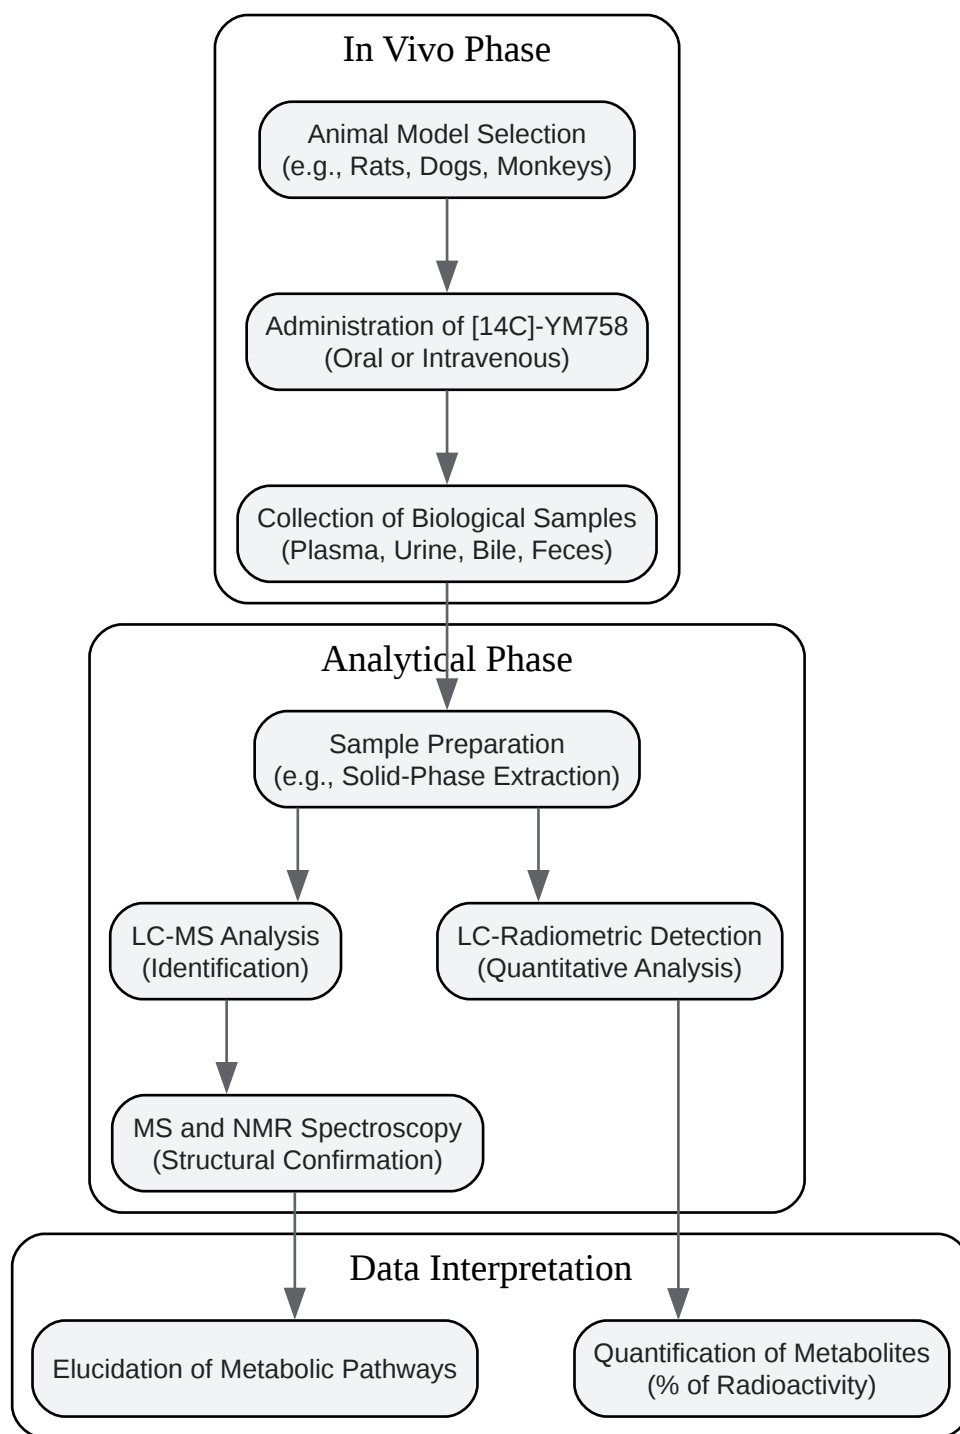 In Vivo Phase
Animal Model Selection
(e.g., Rats, Dogs, Monkeys)
Administration of [14C]-YM758
(Oral or Intravenous)
Collection of Biological Samples
(Plasma, Urine, Bile, Feces)
Analytical Phase
Sample Preparation
(e.g., Solid-Phase Extraction)
LC-MS Analysis
(Identification)
LC-Radiometric Detection
(Quantitative Analysis)
MS and NMR Spectroscopy
(Structural Confirmation)
Data Interpretation
Elucidation of Metabolic Pathways
Quantification of Metabolites
(% of Radioactivity)